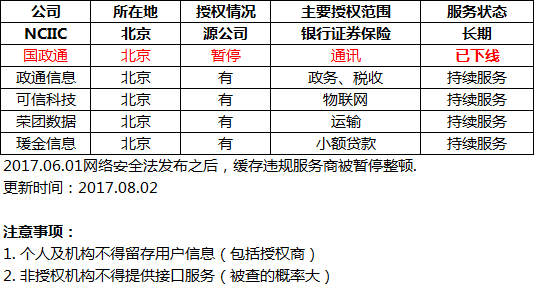 公司 所在地 授权情况 主要授权范围 服务状态
NCIIC 北京 源公司 银行证券保险 长期
国政通 北京 暂停 通讯 已下线
政通信息 北京 有 政务、税收 持续服务
可信科技 北京 有 物联网 持续服务
荣团数据 北京 有 运输 持续服务
瑗金信息 北京 有 小额贷款 持续服务
2017.06.01网络安全法发布之后，缓存违规服务商被暂停整顿.
更新时间：2017.08.02
注意事项：
1. 个人及机构不得留存用户信息（包括授权商）
2. 非授权机构不得提供接口服务（被查的概率大）